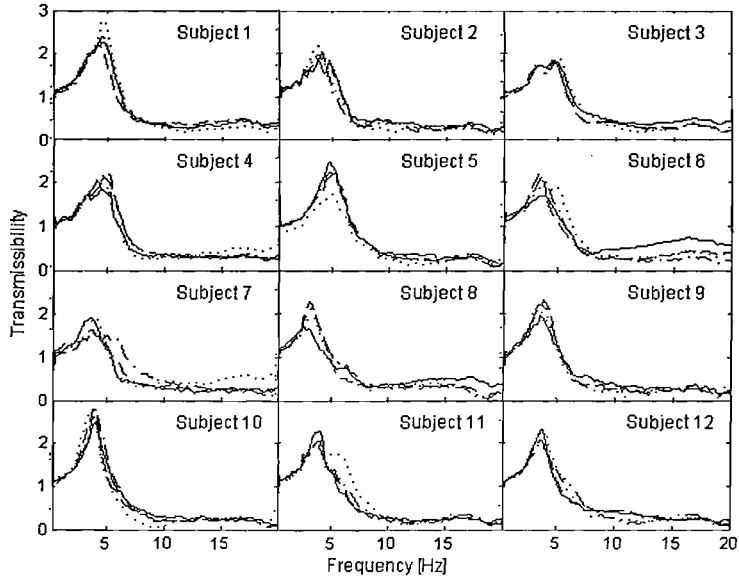 3
Subject 1
Subject 2
Subject 3
2
1
0
Subject 4
Subject 5
Subject 6
2
1
0
Subject 7
Subject 8
Subject 9
2
1
0
Subject 10
Subject 11
Subject 12
2
1
0
5 10 15
5 10 15
5 10 15 20
Transmissibility
Frequency [Hz]